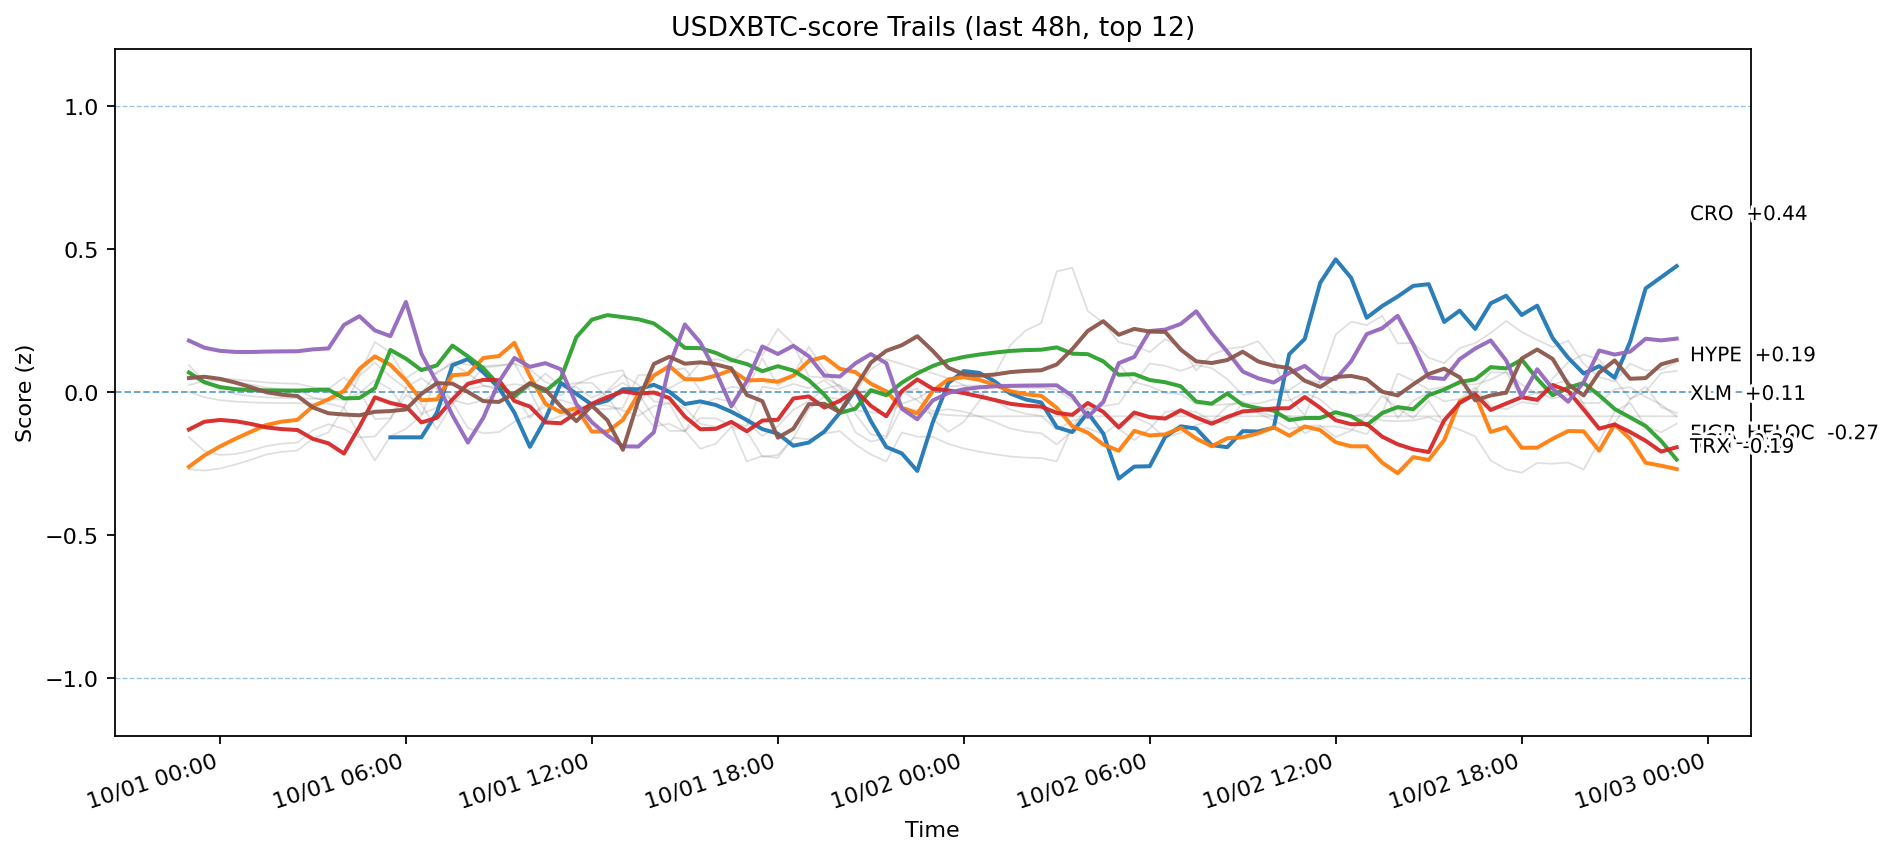 USDXBTC-score Trails (last 48h, top 12)
Score (z)
1.0
0.5
0.0
−0.5
−1.0
CRO +0.44
HYPE +0.19
XLM +0.11
-0.27
TRX -0.19
10/01 00:00
10/01 06:00
10/01 12:00
10/01 18:00
10/02 00:00
10/02 06:00
10/02 12:00
10/02 18:00
10/03 00:00
Time